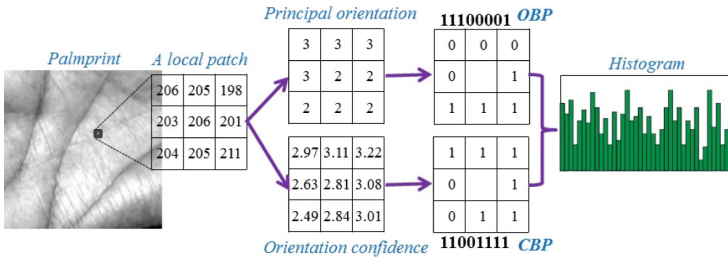 Principal orientation
11100001 OBP
Palmprint
A local patch
3 3 3
3 2 2
2 2 2
0 0 0
0 1
1 1 1
Histogram
206 205 198
203 206 201
204 205 211
2.97 3.11 3.22
2.63 2.81 3.08
2.49 2.84 3.01
1 1 1
0 1
0 1 1
Orientation confidence
11001111 CBP